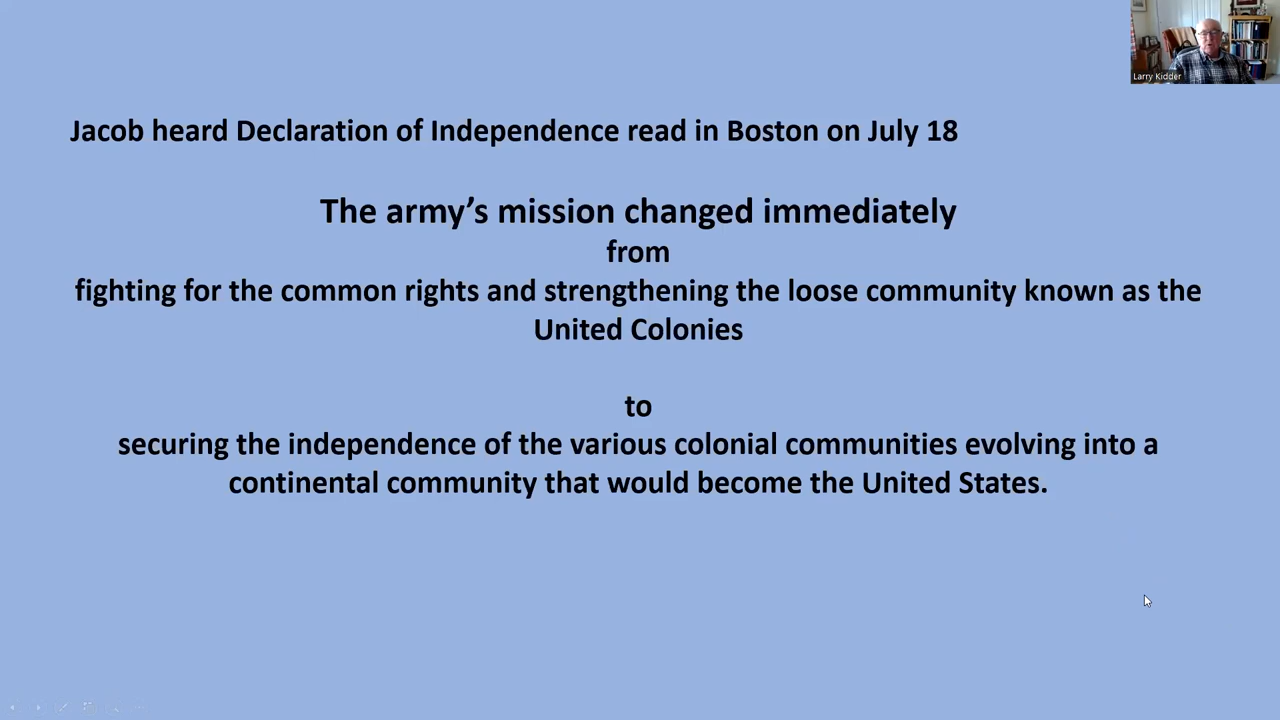 Larry Kidder
Jacob heard Declaration of Independence read in Boston on July 18
The army’s mission changed immediately
from
fighting for the common rights and strengthening the loose community known as the
United Colonies
to
securing the independence of the various colonial communities evolving into a
continental community that would become the United States.